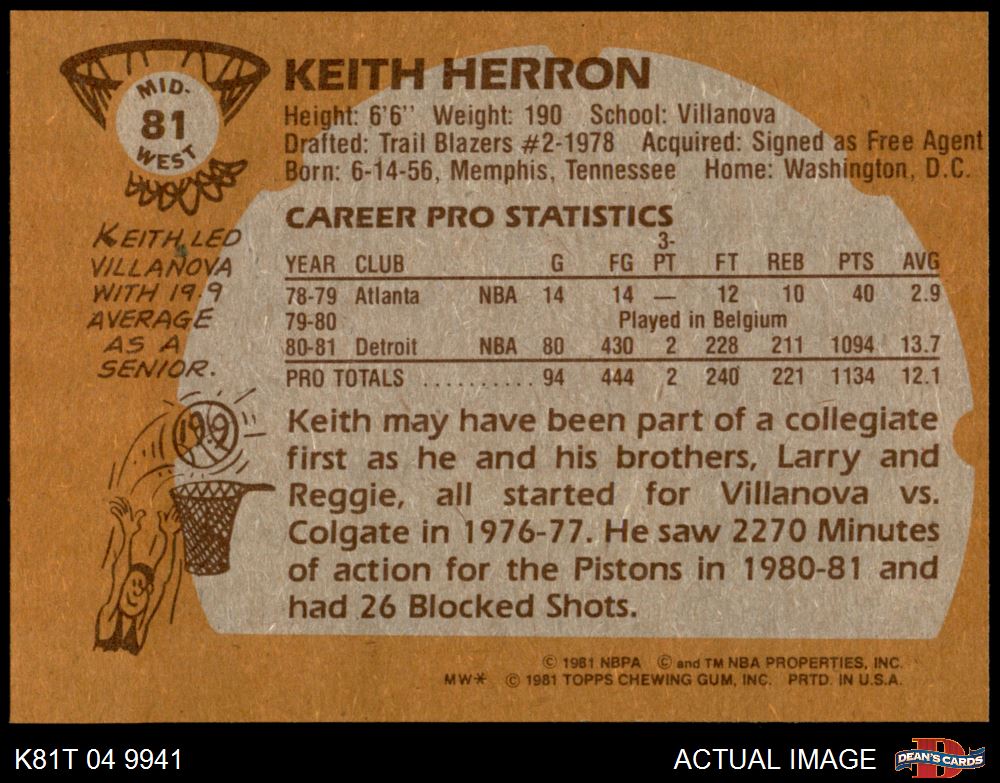 MID-
81
WEST
KEITH HERRON
Height: 6'6'' Weight: 190 School: Villanova
Drafted: Trail Blazers #2-1978 Acquired: Signed as Free Agent
Born: 6-14-56, Memphis, Tennessee Home: Washington, D.C.
KEITH LED
VILLANOVA
WITH 19.9
AVERAGE
AS A
SENIOR.
19.9
CAREER PRO STATISTICS
3-
YEAR CLUB G FG PT FT REB PTS AVG
78-79 Atlanta NBA 14 14 — 12 10 40 2.9
79-80 Played in Belgium
80-81 Detroit NBA 80 430 2 228 211 1094 13.7
PRO TOTALS .......... 94 444 2 240 221 1134 12.1
Keith may have been part of a collegiate
first as he and his brothers, Larry and
Reggie, all started for Villanova vs.
Colgate in 1976-77. He saw 2270 Minutes
of action for the Pistons in 1980-81 and
had 26 Blocked Shots.
© 1981 NBPA © and TM NBA PROPERTIES, INC.
MW* © 1981 TOPPS CHEWING GUM, INC. PRTD. IN U.S.A.
K81T 04 9941 ACTUAL IMAGE D DEAN'S CARDS